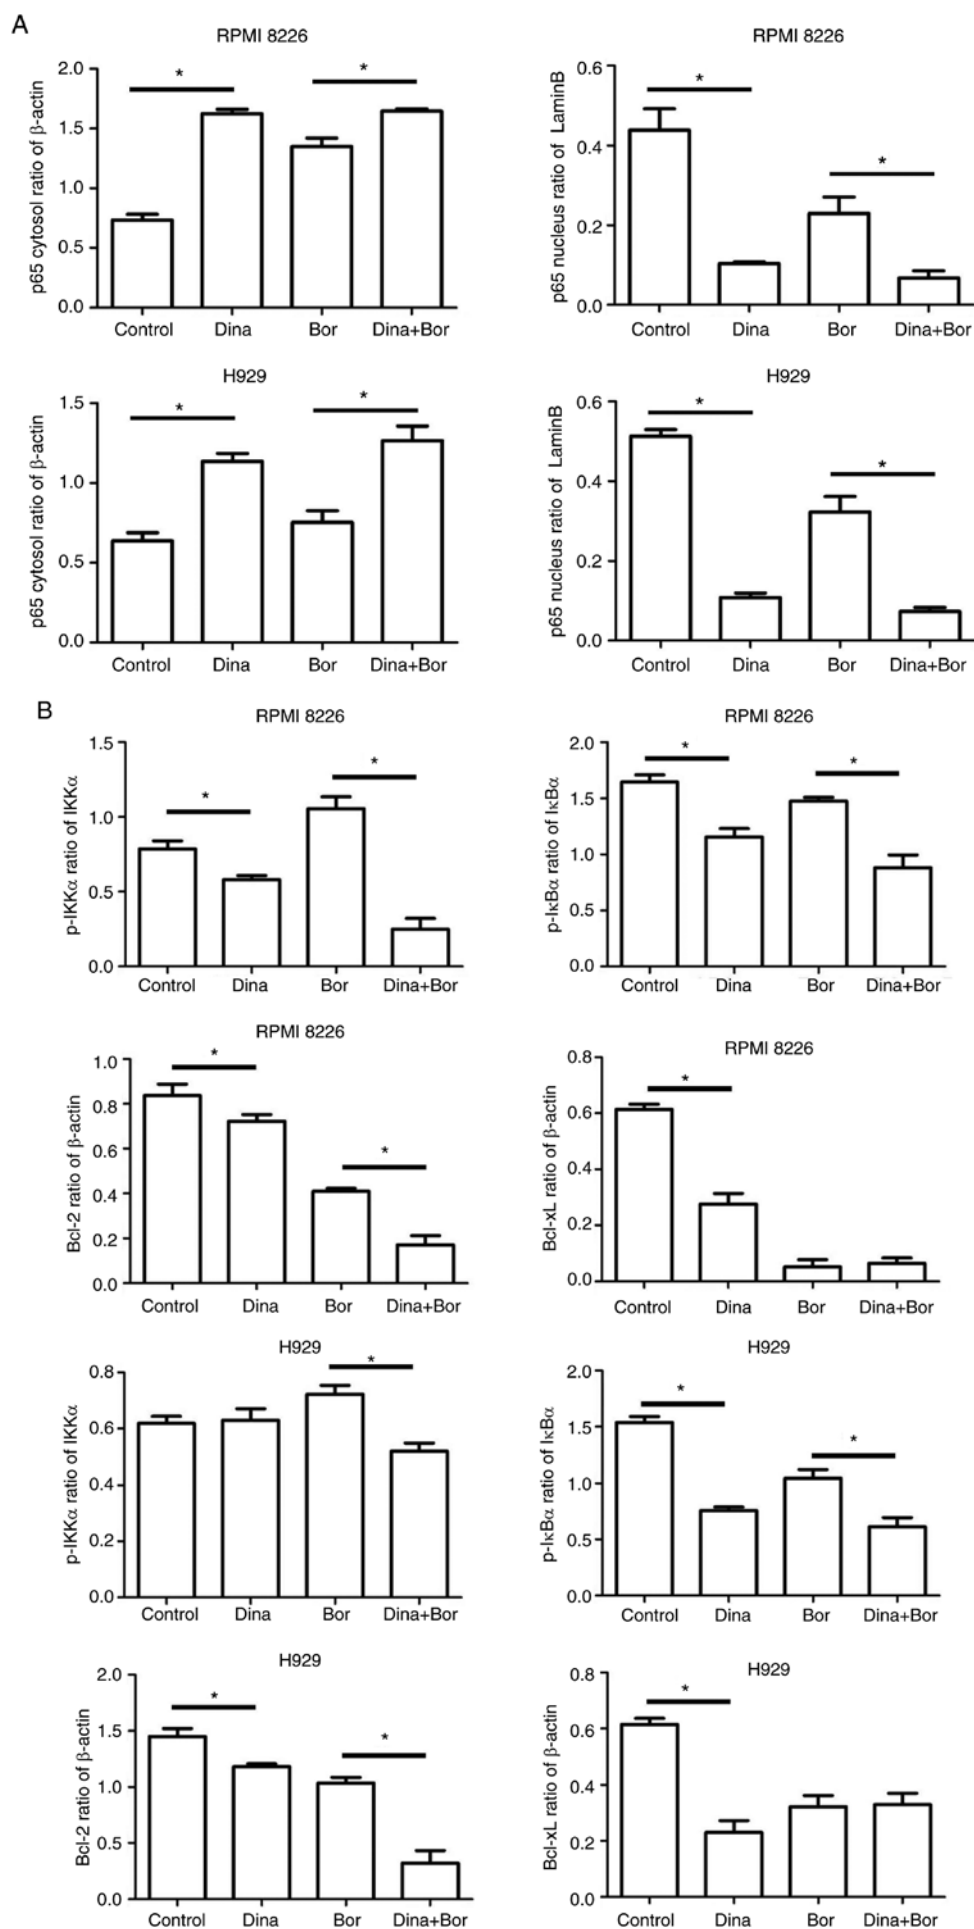 A
RPMI 8226
p65 cytosol ratio of β-actin
2.0
1.5
1.0
0.5
0.0
*
*
Control Dina Bor Dina+Bor
RPMI 8226
p65 nucleus ratio of LaminB
0.6
0.4
0.2
0.0
*
*
Control Dina Bor Dina+Bor
H929
p65 cytosol ratio of β-actin
1.5
1.0
0.5
0.0
*
*
Control Dina Bor Dina+Bor
H929
p65 nucleus ratio of LaminB
0.6
0.4
0.2
0.0
*
*
Control Dina Bor Dina+Bor
B
RPMI 8226
p-IKKα ratio of IKKα
1.5
1.0
0.5
0.0
*
*
Control Dina Bor Dina+Bor
RPMI 8226
p-IκBα ratio of IκBα
2.0
1.5
1.0
0.5
0.0
*
*
Control Dina Bor Dina+Bor
RPMI 8226
Bcl-2 ratio of β-actin
1.0
0.8
0.6
0.4
0.2
0.0
*
*
Control Dina Bor Dina+Bor
RPMI 8226
Bcl-xL ratio of β-actin
0.8
0.6
0.4
0.2
0.0
*
Control Dina Bor Dina+Bor
H929
p-IKKα ratio of IKKα
0.8
0.6
0.4
0.2
0.0
*
Control Dina Bor Dina+Bor
H929
p-IκBα ratio of IκBα
2.0
1.5
1.0
0.5
0.0
*
*
Control Dina Bor Dina+Bor
H929
Bcl-2 ratio of β-actin
2.0
1.5
1.0
0.5
0.0
*
*
Control Dina Bor Dina+Bor
H929
Bcl-xL ratio of β-actin
0.8
0.6
0.4
0.2
0.0
*
Control Dina Bor Dina+Bor